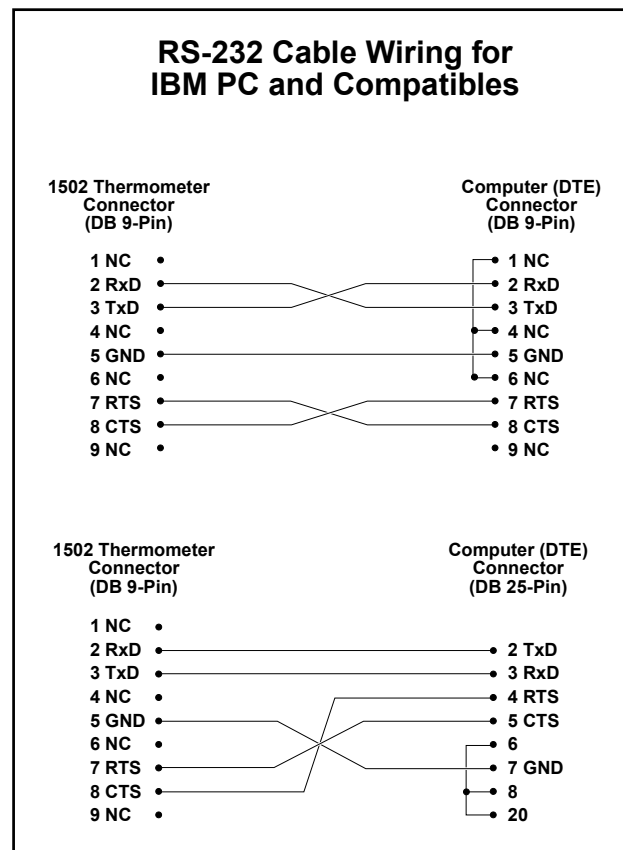 RS-232 Cable Wiring for
IBM PC and Compatibles
1502 Thermometer
Connector
(DB 9-Pin)
Computer (DTE)
Connector
(DB 9-Pin)
1 NC
2 RxD
3 TxD
4 NC
5 GND
6 NC
7 RTS
8 CTS
9 NC
1 NC
2 RxD
3 TxD
4 NC
5 GND
6 NC
7 RTS
8 CTS
9 NC
1502 Thermometer
Connector
(DB 9-Pin)
Computer (DTE)
Connector
(DB 25-Pin)
1 NC
2 RxD
3 TxD
4 NC
5 GND
6 NC
7 RTS
8 CTS
9 NC
2 TxD
3 RxD
4 RTS
5 CTS
6
7 GND
8
20